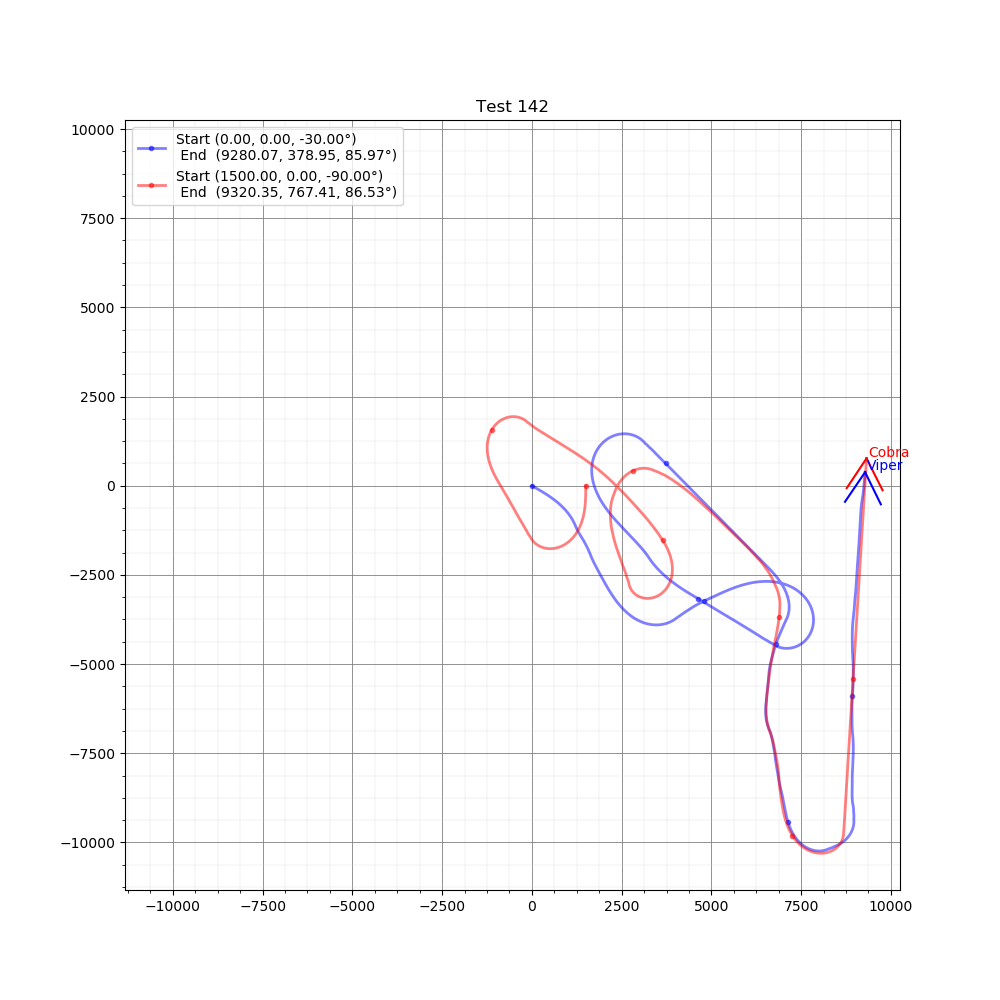 Test 142
Start (0.00, 0.00, -30.00°)
End  (9280.07, 378.95, 85.97°)
Start (1500.00, 0.00, -90.00°)
End  (9320.35, 767.41, 86.53°)
10000
7500
5000
2500
0
−2500
−5000
−7500
−10000
Cobra
Viper
−10000 −7500 −5000 −2500 0 2500 5000 7500 10000